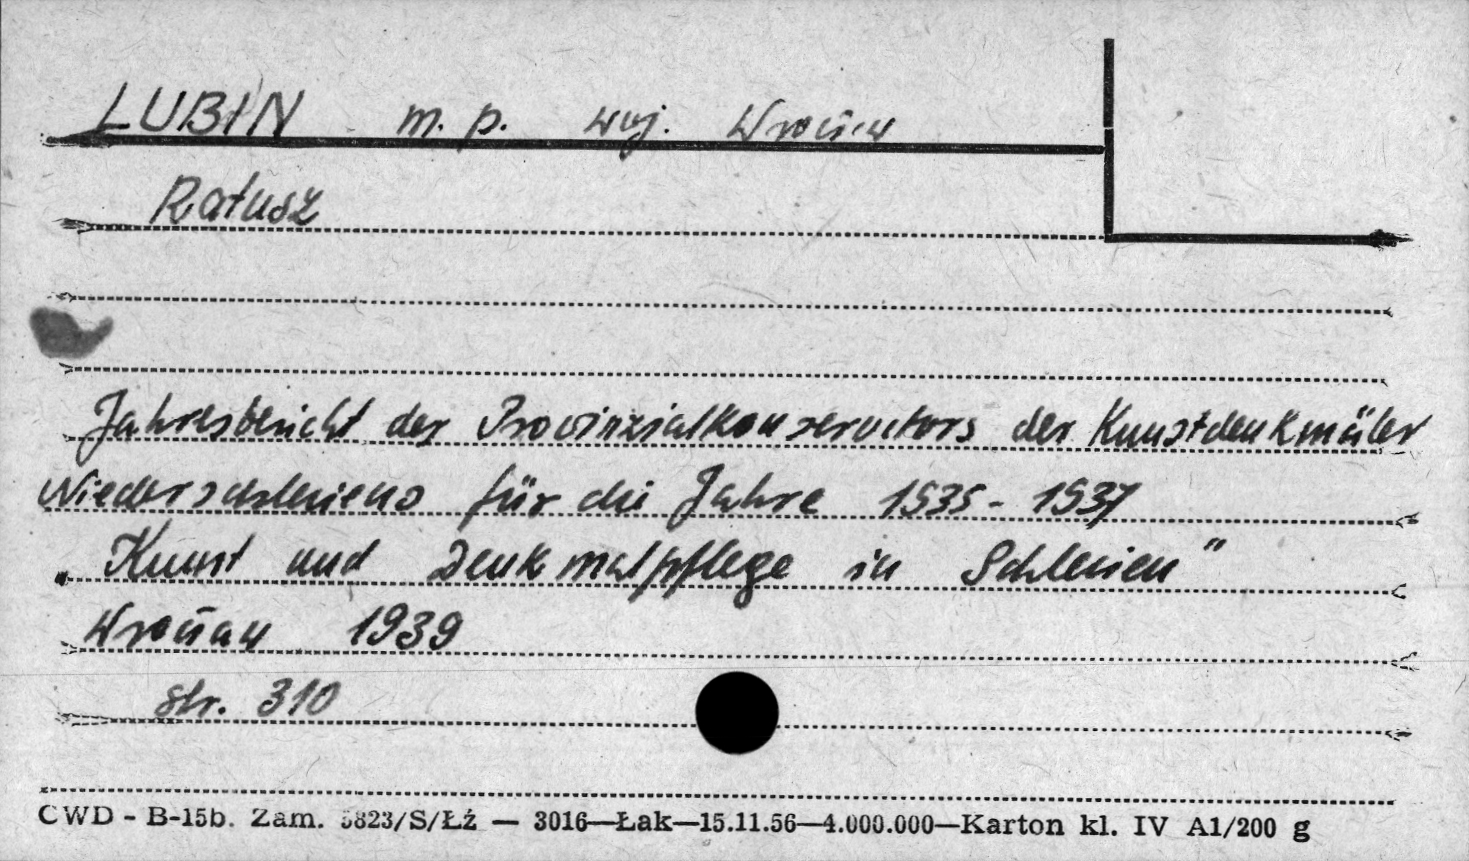 LUBIN m. p. woj. Wrocław
Ratusz
Jahresbericht des Provinzialkonservators der Kunstdenkmäler
Niederschlesiens für die Jahre 1935 - 1937
Kunst und Denkmalpflege in Schlesien"
Wrocław 1939
str. 310
CWD - B-15b. Zam. 5823/S/Łź — 3016—Łak—15.11.56—4.000.000—Karton kl. IV A1/200 g